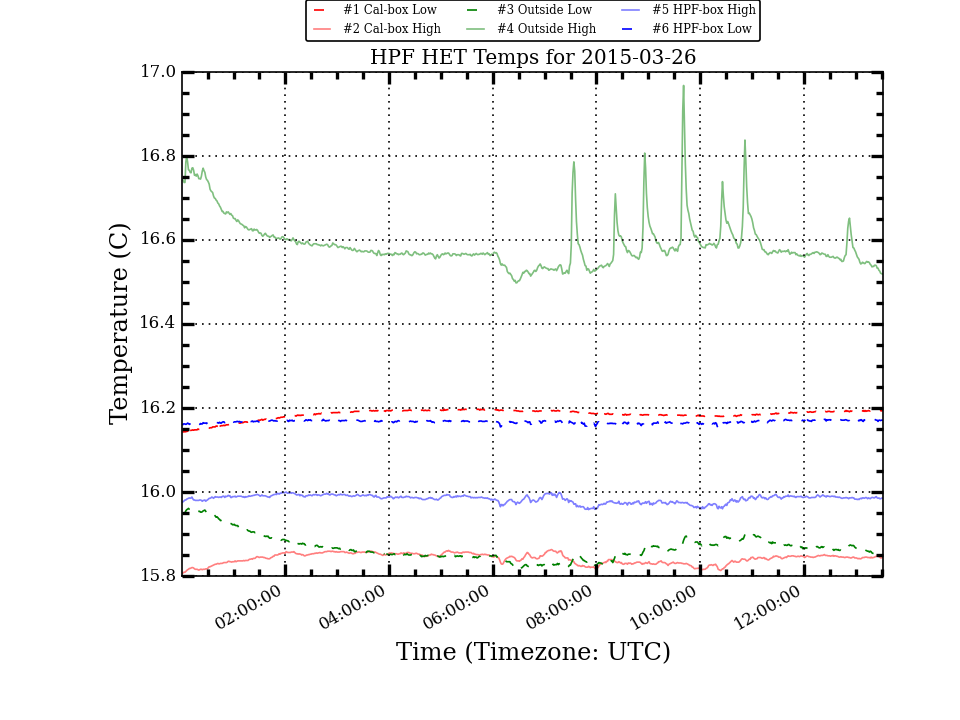 #1 Cal-box Low #3 Outside Low #5 HPF-box High
#2 Cal-box High #4 Outside High #6 HPF-box Low
HPF HET Temps for 2015-03-26
17.0
16.8
16.6
16.4
16.2
16.0
15.8
Temperature (C)
02:00:00 04:00:00 06:00:00 08:00:00 10:00:00 12:00:00
Time (Timezone: UTC)